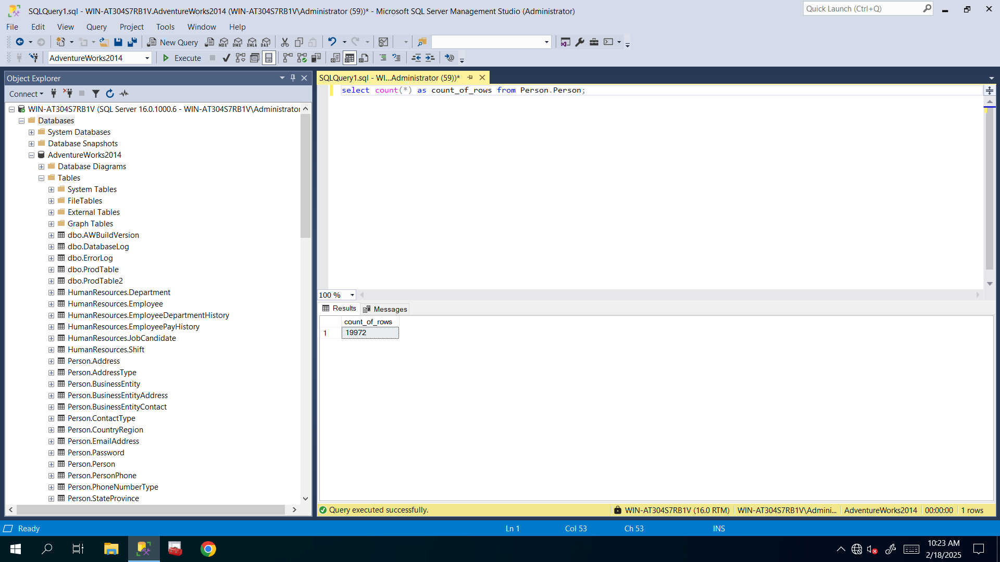 SQLQuery1.sql - WIN-AT304S7RB1V.AdventureWorks2014 (WIN-AT304S7RB1V\Administrator (59))* - Microsoft SQL Server Management Studio (Administrator)
Quick Launch (Ctrl+Q)
File Edit View Query Project Tools Window Help
New Query MDX DMX XMLA DAX
AdventureWorks2014 Execute
Object Explorer
Connect
WIN-AT304S7RB1V (SQL Server 16.0.1000.6 - WIN-AT304S7RB1V\Administrator
Databases
System Databases
Database Snapshots
AdventureWorks2014
Database Diagrams
Tables
System Tables
FileTables
External Tables
Graph Tables
dbo.AWBuildVersion
dbo.DatabaseLog
dbo.ErrorLog
dbo.ProdTable
dbo.ProdTable2
HumanResources.Department
HumanResources.Employee
HumanResources.EmployeeDepartmentHistory
HumanResources.EmployeePayHistory
HumanResources.JobCandidate
HumanResources.Shift
Person.Address
Person.AddressType
Person.BusinessEntity
Person.BusinessEntityAddress
Person.BusinessEntityContact
Person.ContactType
Person.CountryRegion
Person.EmailAddress
Person.Password
Person.Person
Person.PersonPhone
Person.PhoneNumberType
Person.StateProvince
SQLQuery1.sql - WI...Administrator (59))*
select count(*) as count_of_rows from Person.Person;
100 %
Results Messages
count_of_rows
1 19972
Query executed successfully. WIN-AT304S7RB1V (16.0 RTM) WIN-AT304S7RB1V\Admini... AdventureWorks2014 00:00:00 1 rows
Ready Ln 1 Col 53 Ch 53 INS
10:23 AM
2/18/2025